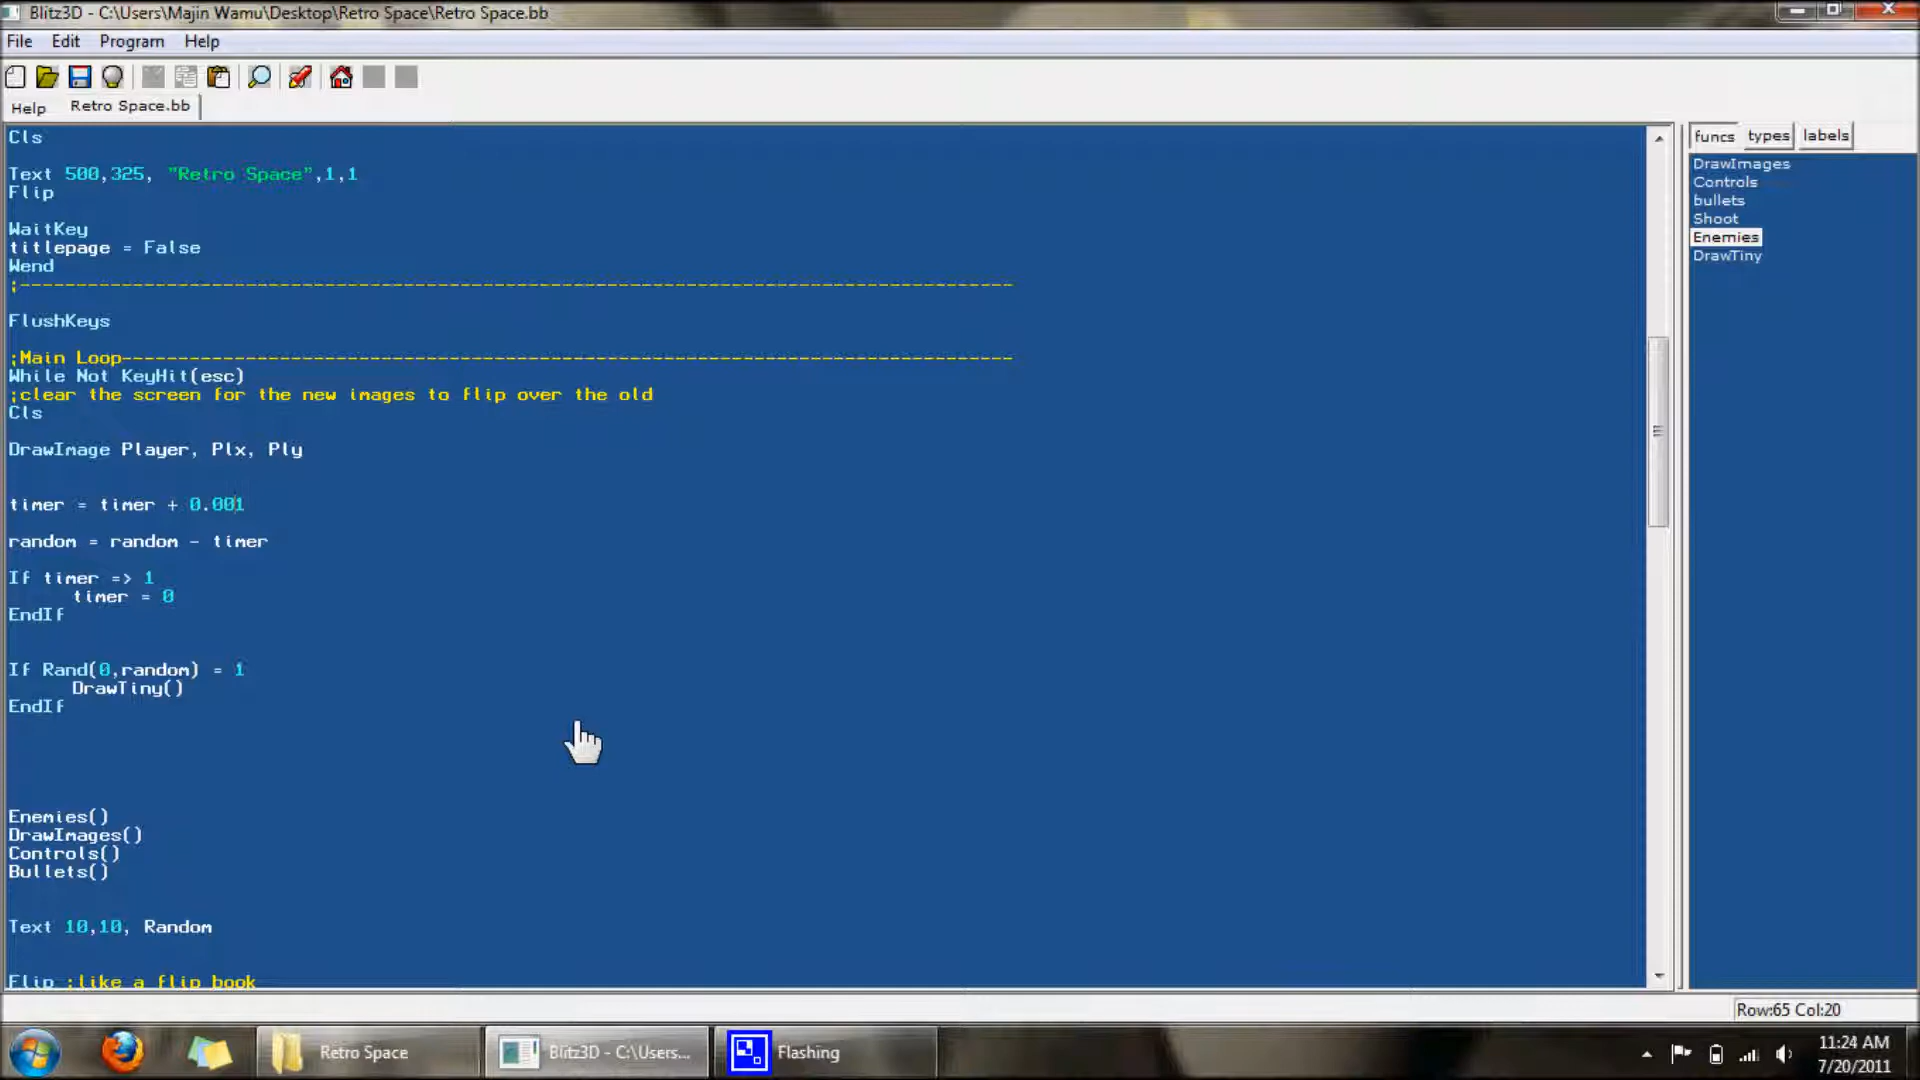 Blitz3D - C:\Users\Majin Wamu\Desktop\Retro Space\Retro Space.bb
File Edit Program Help
Help Retro Space.bb
Cls
Text 500,325, "Retro Space",1,1
Flip
WaitKey
titlepage = False
Wend
;----------------------------------------------------------------------------------------
FlushKeys
;Main Loop-------------------------------------------------------------------------------
While Not KeyHit(esc)
;clear the screen for the new images to flip over the old
Cls
DrawImage Player, Plx, Ply
timer = timer + 0.001
random = random - timer
If timer => 1
timer = 0
EndIf
If Rand(0,random) = 1
DrawTiny()
EndIf
Enemies()
DrawImages()
Controls()
Bullets()
Text 10,10, Random
Flip ;like a flip book
funcs types labels
DrawImages
Controls
bullets
Shoot
Enemies
DrawTiny
Row:65 Col:20
Retro Space
Blitz3D - C:\Users...
Flashing
11:24 AM
7/20/2011